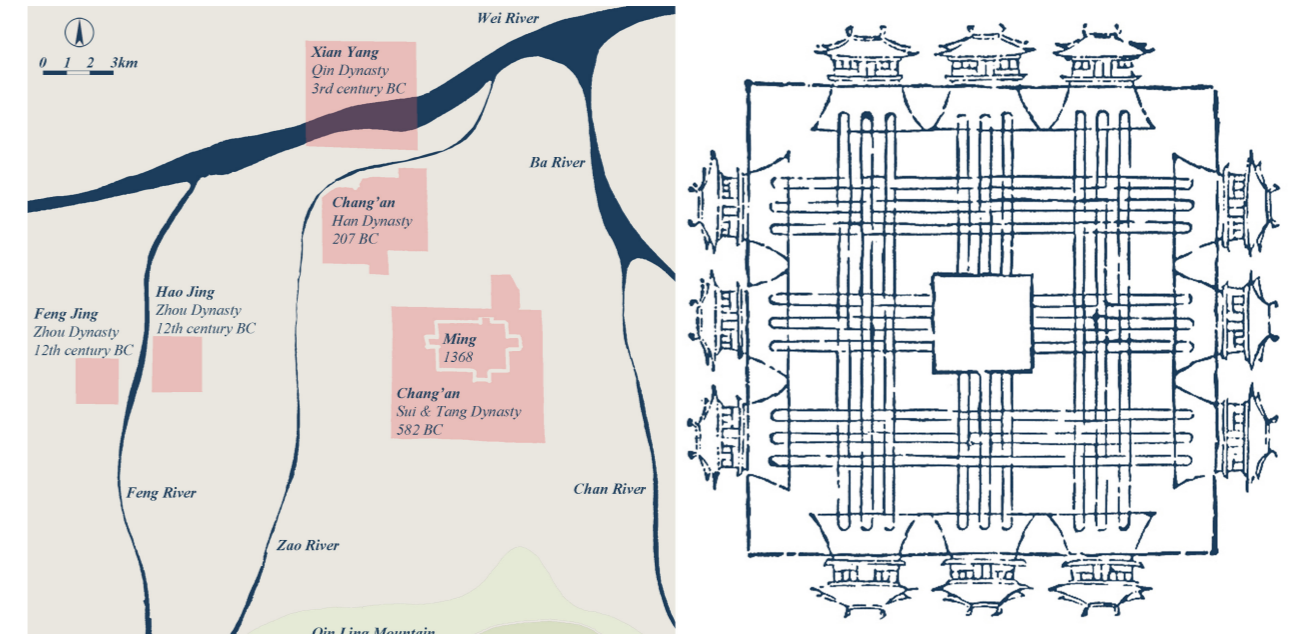 Wei River
0 1 2 3km
Xian Yang
Qin Dynasty
3rd century BC
Ba River
Chang'an
Han Dynasty
207 BC
Hao Jing
Zhou Dynasty
12th century BC
Feng Jing
Zhou Dynasty
12th century BC
Ming
1368
Chang'an
Sui & Tang Dynasty
582 BC
Feng River
Chan River
Zao River
Qin Ling Mountain